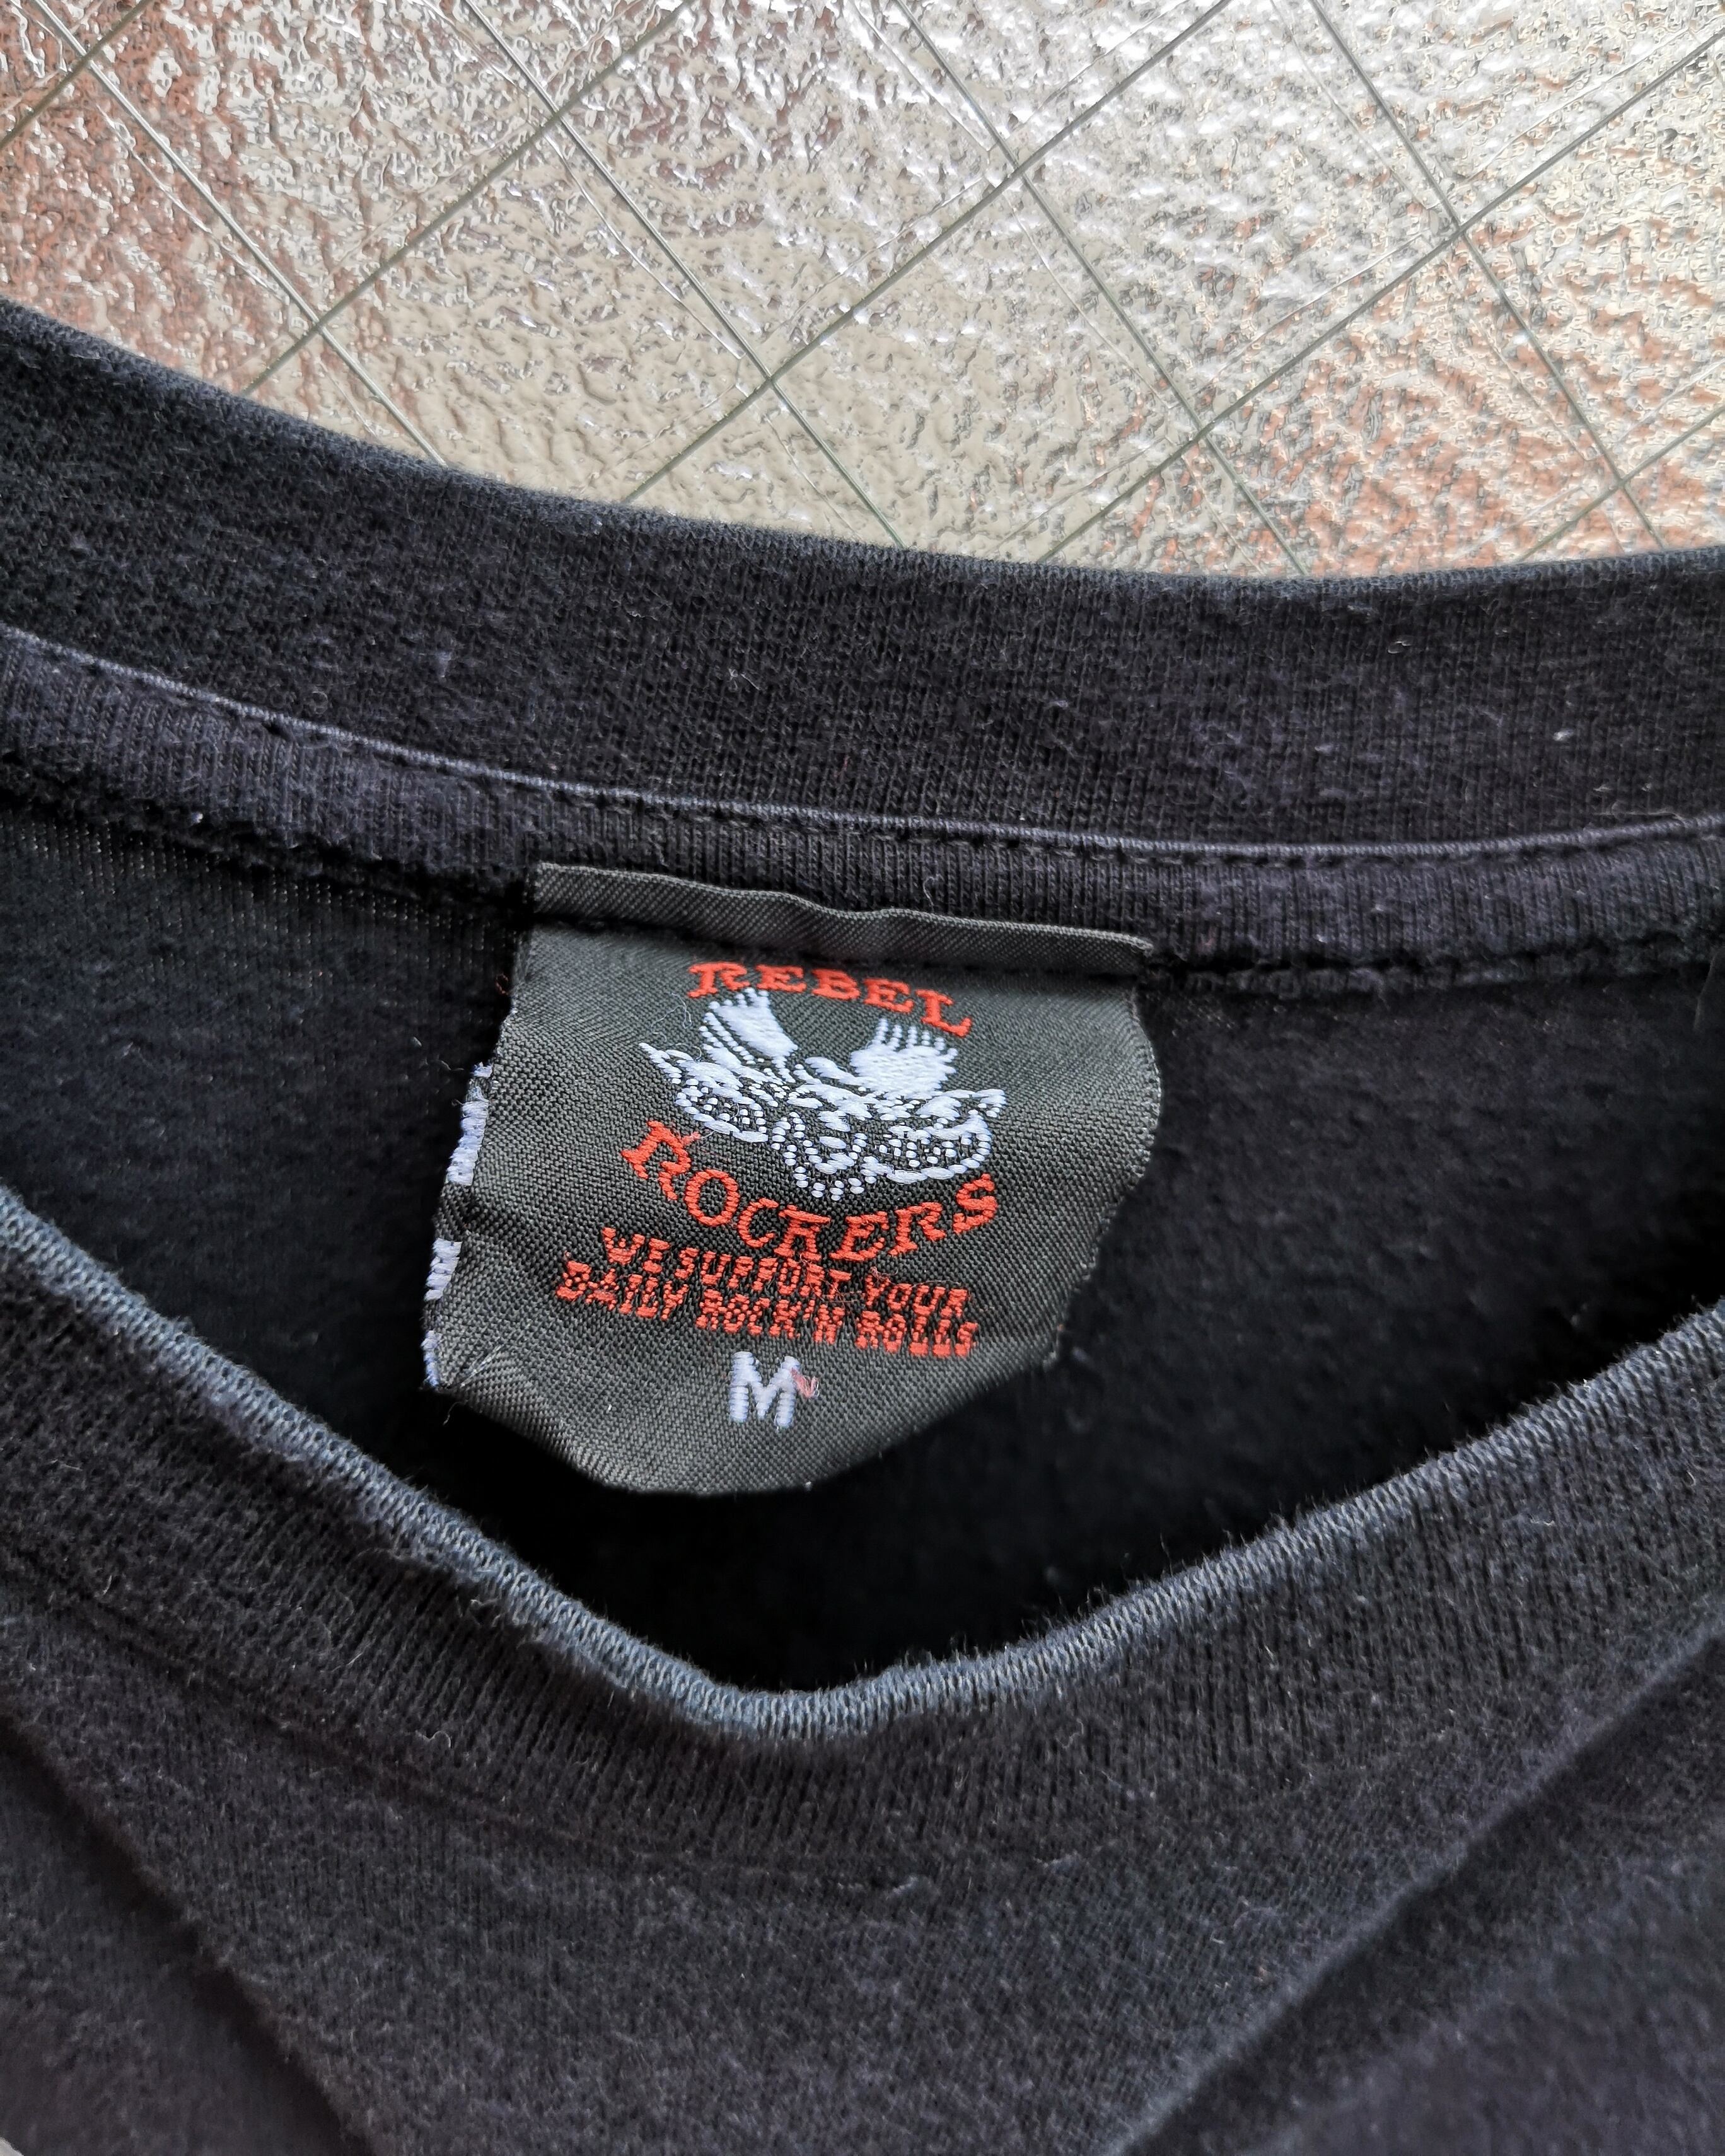 REBEL
ROCKERS
WE SUPPORT YOUR
DAILY ROCK'N ROLLS
M